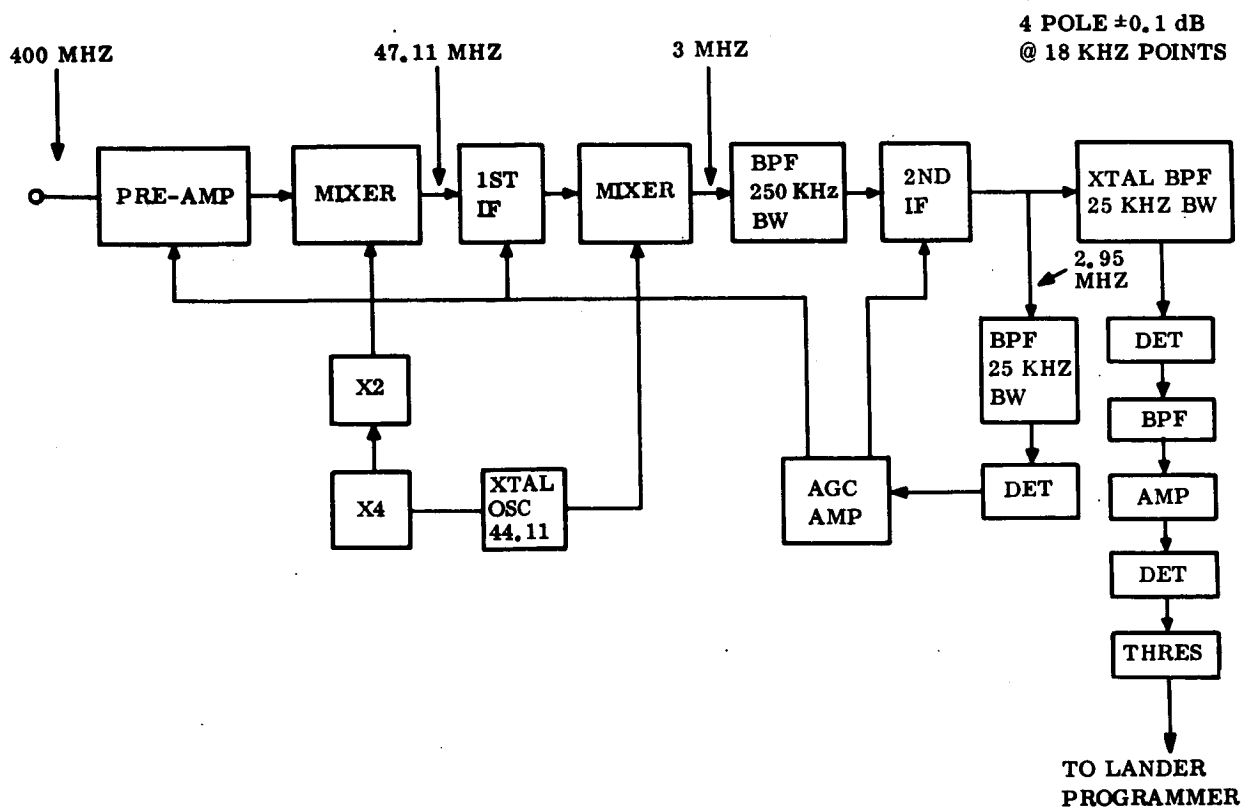 4 POLE ±0.1 dB
@ 18 KHZ POINTS
400 MHZ
47.11 MHZ
3 MHZ
PRE-AMP
MIXER
1ST
IF
MIXER
BPF
250 KHz
BW
2ND
IF
XTAL BPF
25 KHZ BW
2.95
MHZ
X2
BPF
25 KHZ
BW
DET
BPF
X4
XTAL
OSC
44.11
AGC
AMP
DET
AMP
DET
THRES
TO LANDER
PROGRAMMER